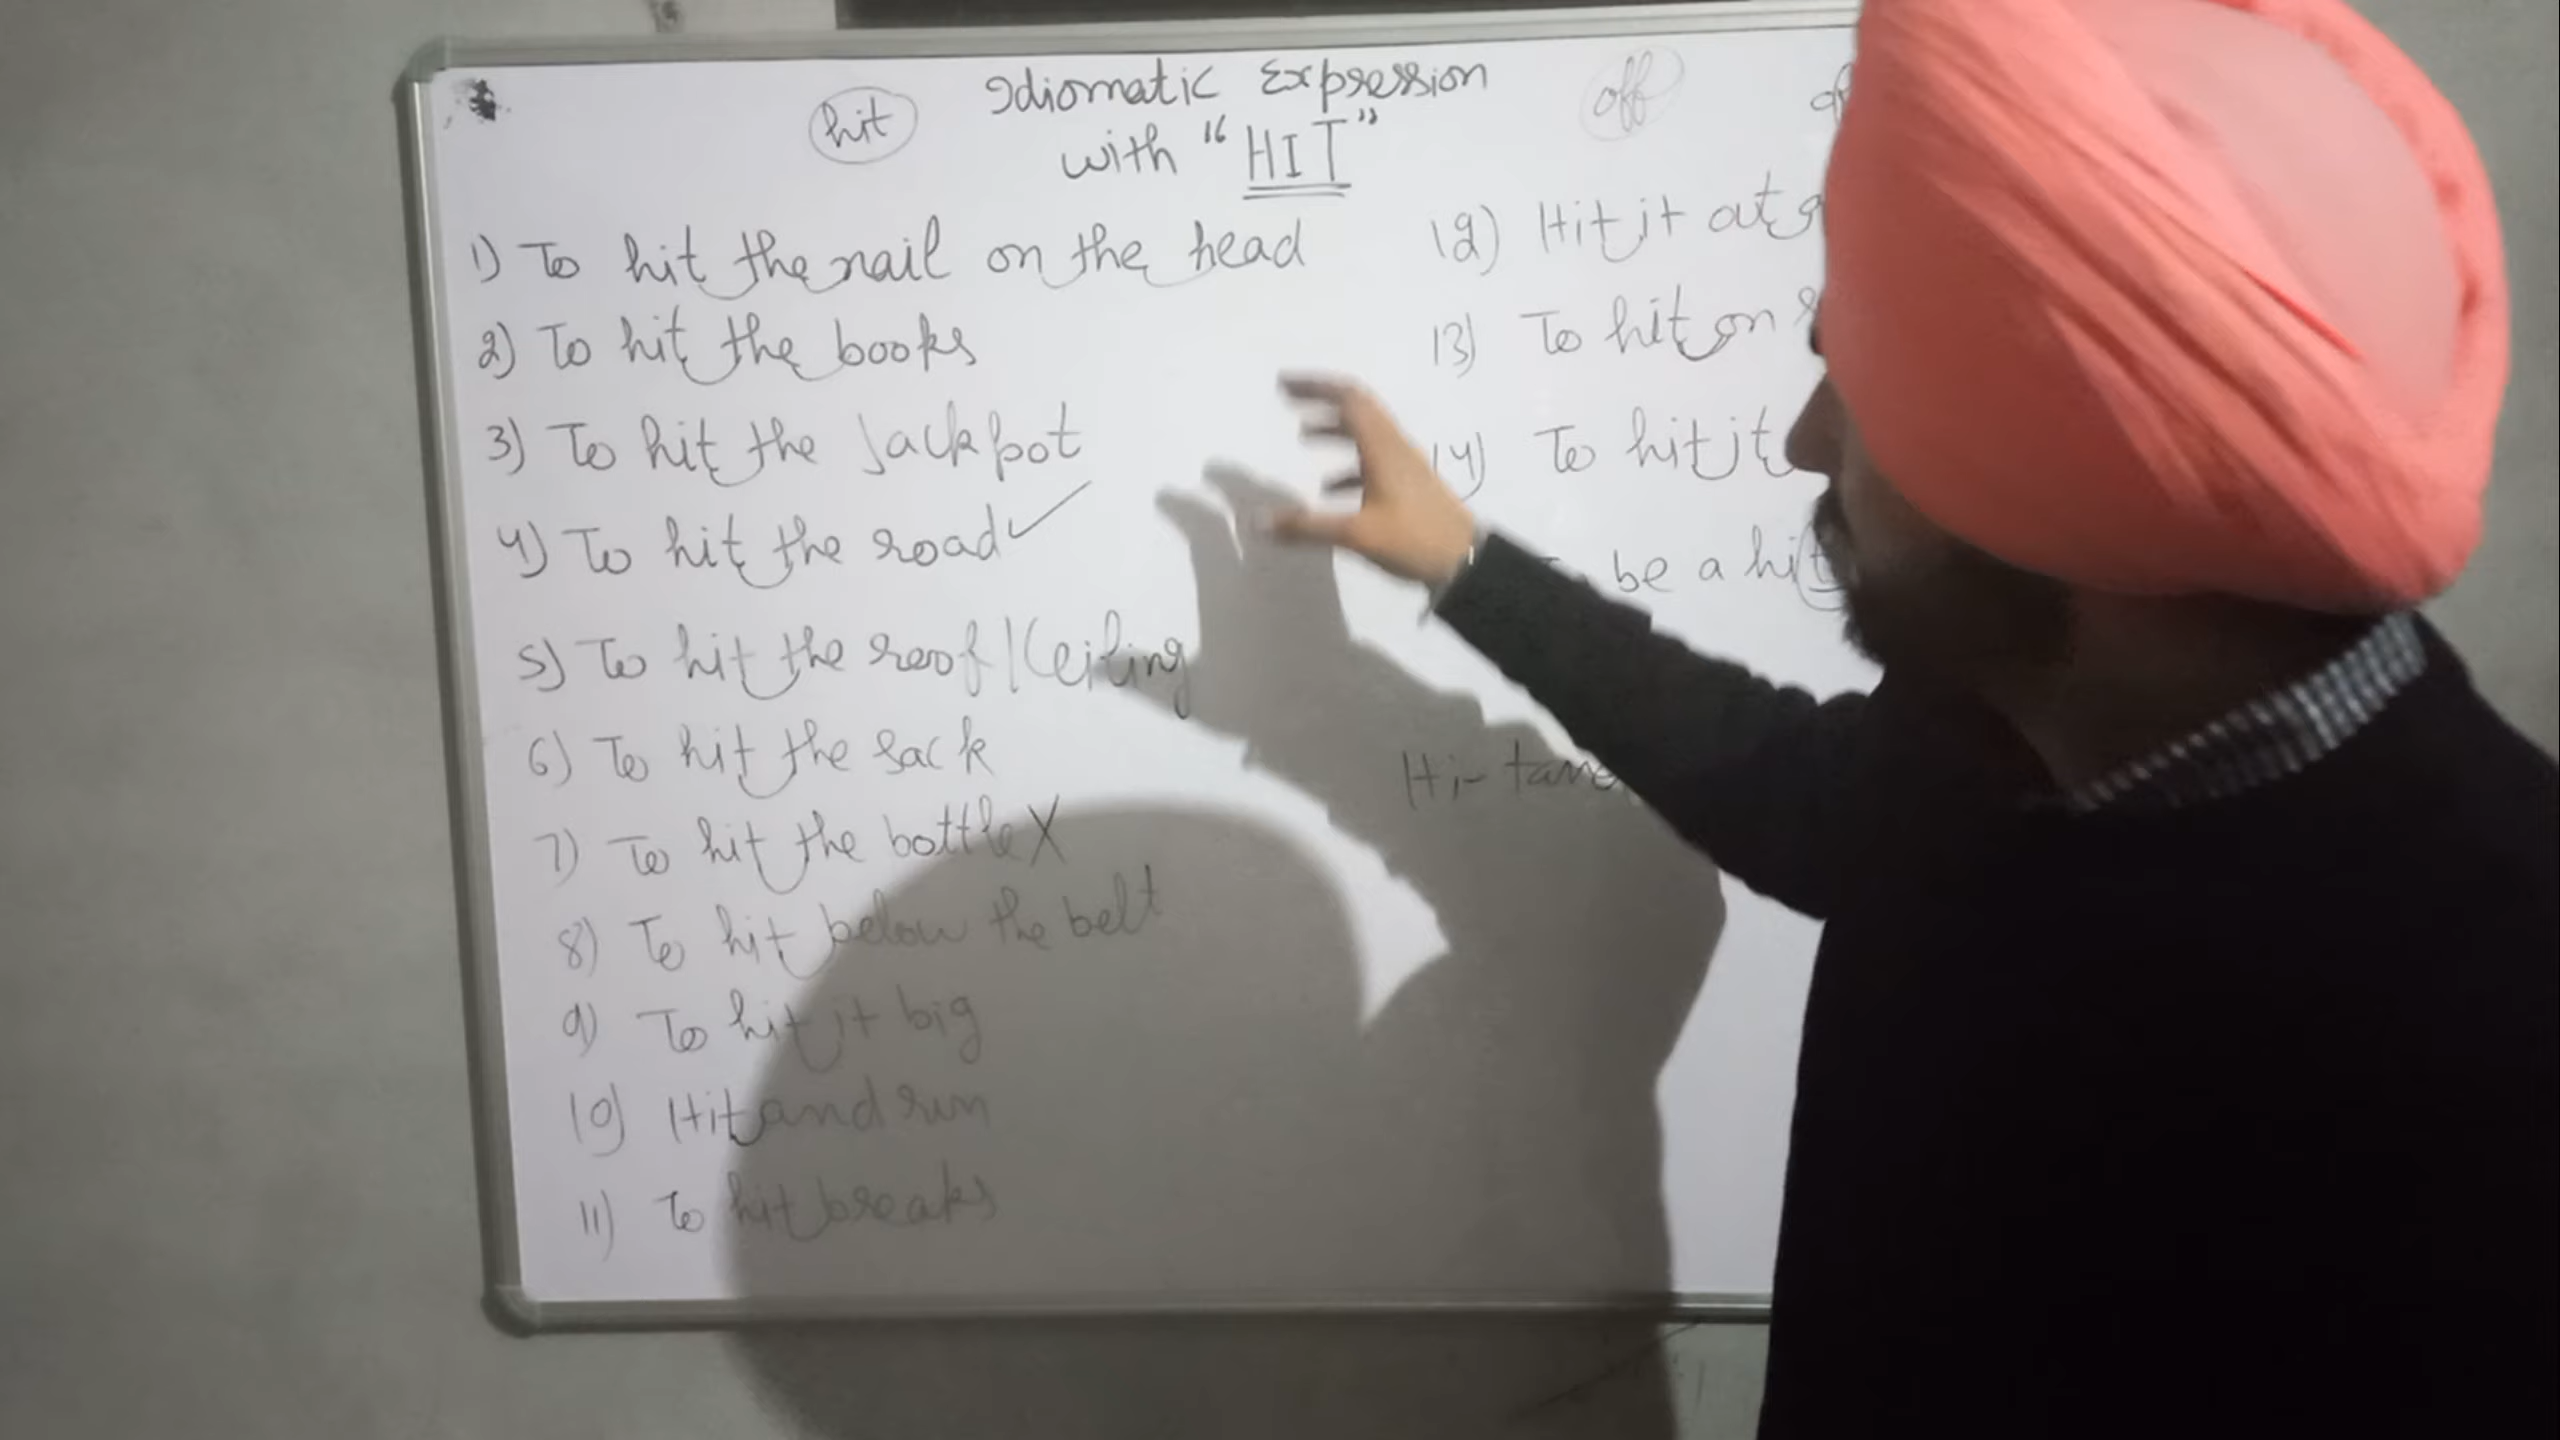 hit
Idiomatic Expression
with "HIT"
off
1) To hit the nail on the head
2) To hit the books
3) To hit the Jackpot
4) To hit the road ✓
5) To hit the roof / Ceiling
6) To hit the sack
7) To hit the bottle X
8) To hit below the belt
9) To hit it big
10) Hit and run
11) To hit breaks
12) Hit it at
13) To hit on
14) To hit it
be a hit
Hi-